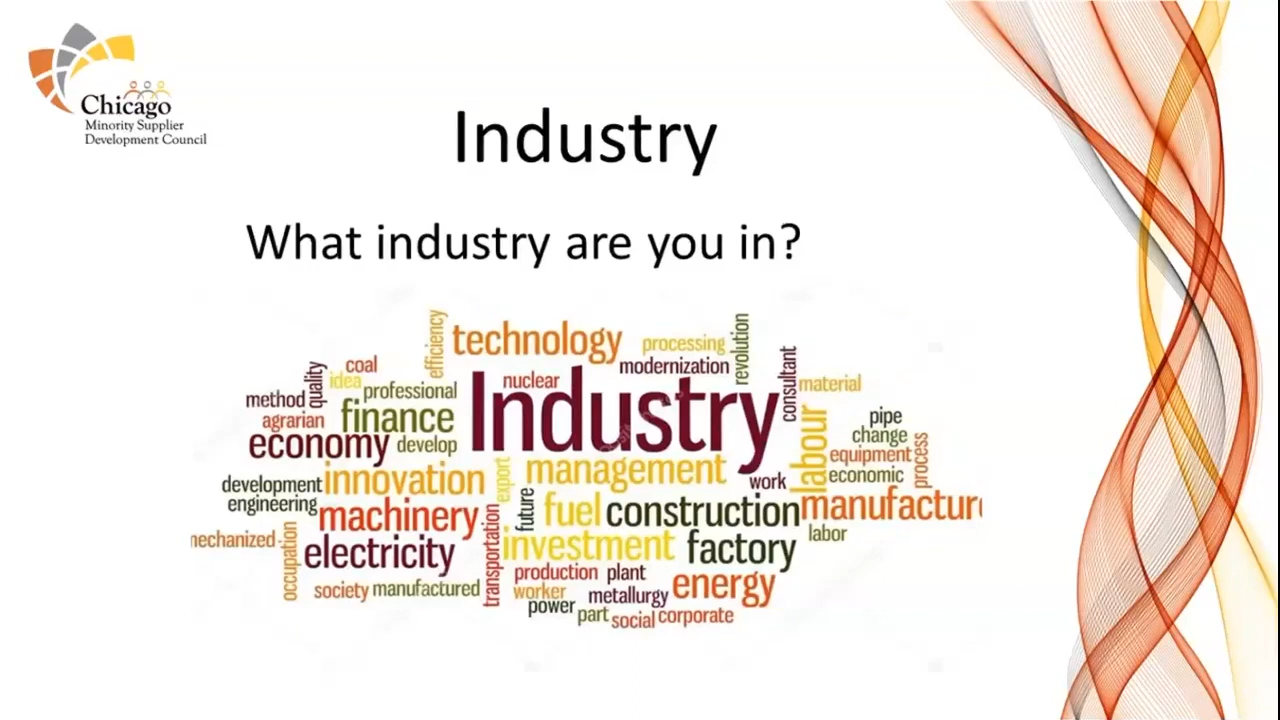 Chicago
Minority Supplier
Development Council
Industry
What industry are you in?
efficiency
technology
processing
revolution
modernization
consultant
coal
quality
idea
nuclear
professional
material
method
Industry
agrarian
finance
labour
pipe
economy
develop
change
equipment
process
management
development
innovation
export
work
economic
engineering
machinery
future
fuel
construction
manufactur
nechanized
occupation
electricity
transportation
investment
factory
labor
production
plant
energy
society
manufactured
worker
metallurgy
power
part
social
corporate